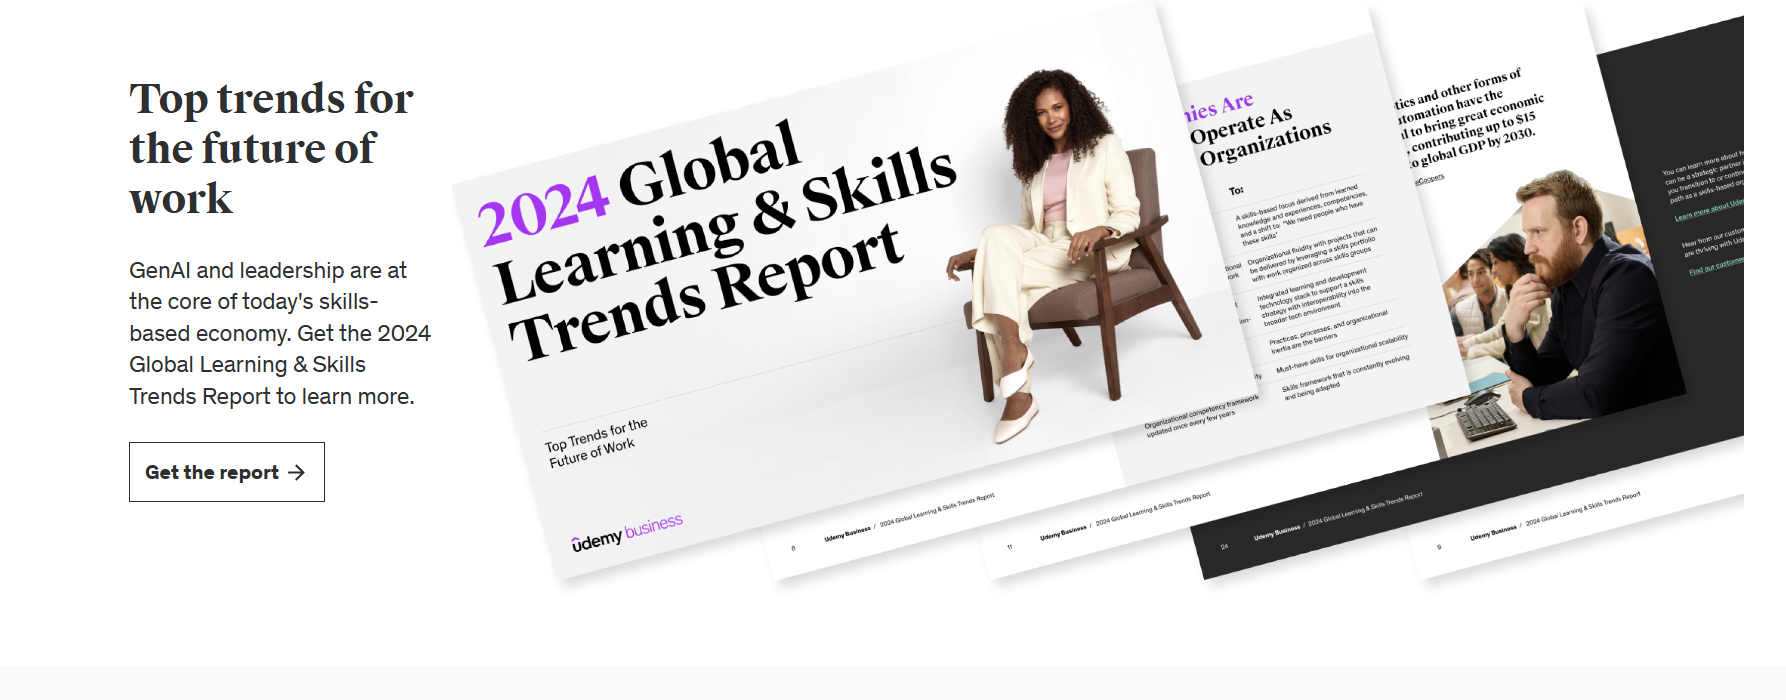 Top trends for
the future of
work
GenAI and leadership are at
the core of today's skills-
based economy. Get the 2024
Global Learning & Skills
Trends Report to learn more.
Get the report
2024 Global
Learning & Skills
Trends Report
Top Trends for the
Future of Work
ûdemy business
nies Are
Operate As
Organizations
To:
A skills-based focus derived from learned
knowledge and experiences, competencies,
and a shift to: "We need people who have
these skills"
Organizational fluidity with projects that can
be delivered by leveraging a skills portfolio
with work organized across skills groups
Integrated learning and development
technology stack to support a skills
strategy with interoperability into the
broader tech environment
Practices, processes, and organizational
inertia are the barriers
Must-have skills for organizational scalability
Skills framework that is constantly evolving
and being adapted
Organizational competency framework
updated once every few years
tics and other forms of
utomation have the
l to bring great economic
, contributing up to $15
to global GDP by 2030.
eCoopers
You can learn more about h
can be a strategic partner
you transition to or contin
path as a skills-based org
Learn more about Ude
Hear from our custom
are thriving with Ude
Find our customer
8 Udemy Business / 2024 Global Learning & Skills Trends Report
11 Udemy Business / 2024 Global Learning & Skills Trends Report
24 Udemy Business / 2024 Global Learning & Skills Trends Report
9 Udemy Business / 2024 Global Learning & Skills Trends Report